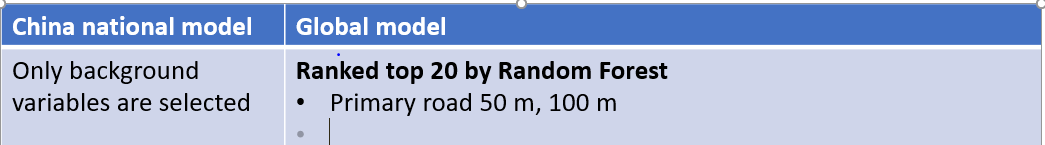 China national model
Global model
Only background
variables are selected
Ranked top 20 by Random Forest
• Primary road 50 m, 100 m
•